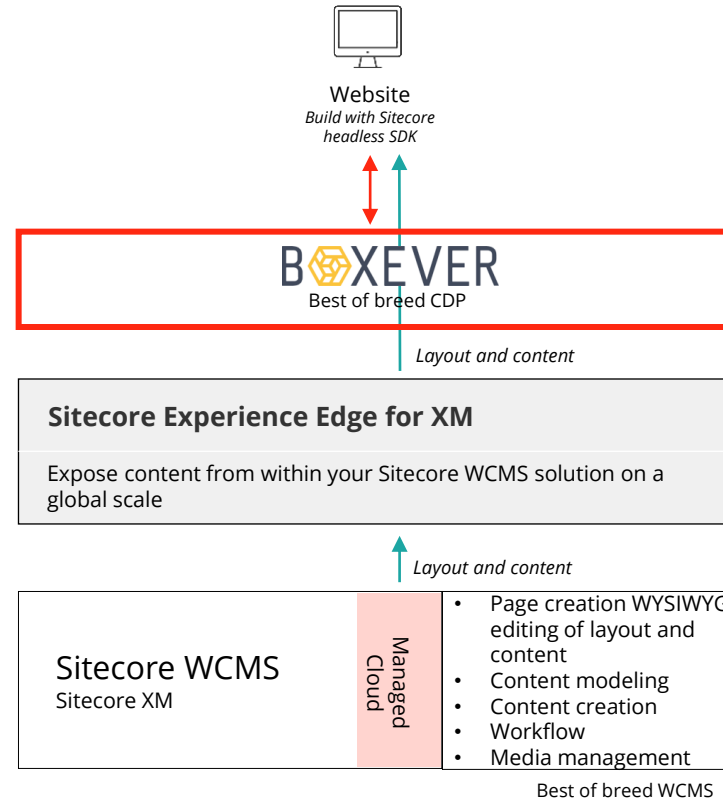 Website
Build with Sitecore
headless SDK
BOXEVER
Best of breed CDP
Layout and content
Sitecore Experience Edge for XM
Expose content from within your Sitecore WCMS solution on a
global scale
Layout and content
Sitecore WCMS
Sitecore XM
Managed
Cloud
• Page creation WYSIWYG
editing of layout and
content
• Content modeling
• Content creation
• Workflow
• Media management
Best of breed WCMS